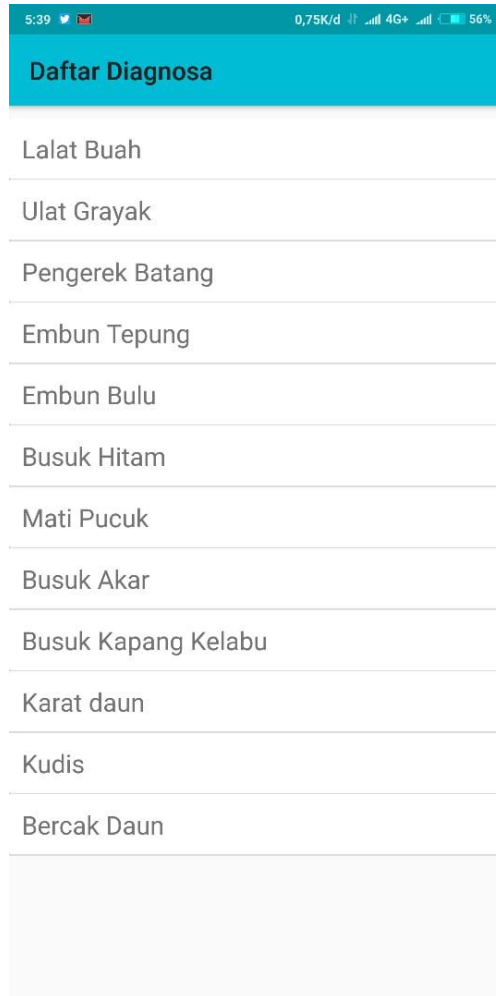 5:39 0,75K/d 4G+ 56%
Daftar Diagnosa
Lalat Buah
Ulat Grayak
Pengerek Batang
Embun Tepung
Embun Bulu
Busuk Hitam
Mati Pucuk
Busuk Akar
Busuk Kapang Kelabu
Karat daun
Kudis
Bercak Daun